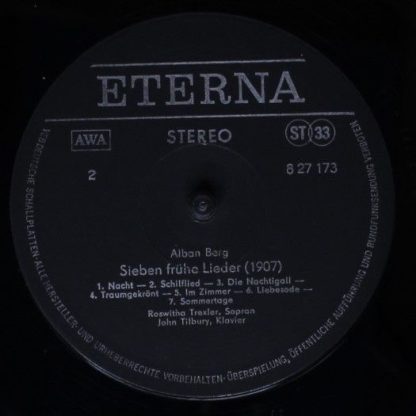 ETERNA
AWA
STEREO
ST 33
2
8 27 173
Alban Berg
Sieben frühe Lieder (1907)
1. Nacht — 2. Schilflied — 3. Die Nachtigall —
4. Traumgekrönt — 5. Im Zimmer — 6. Liebesode —
7. Sommertage
Roswitha Trexler, Sopran
John Tilbury, Klavier
VEB DEUTSCHE SCHALLPLATTEN · ALLE HERSTELLER- UND URHEBERRECHTE VORBEHALTEN · ÜBERSPIELUNG, ÖFFENTLICHE AUFFÜHRUNG UND RUNDFUNKSENDUNG VERBOTEN